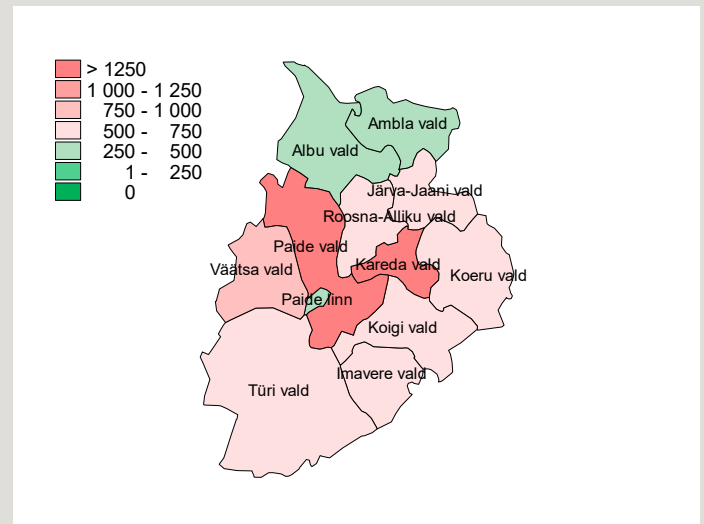 > 1250
1 000 - 1 250
750 - 1 000
500 - 750
250 - 500
1 - 250
0
Ambla vald
Albu vald
Järva-Jaani vald
Roosna-Alliku vald
Paide vald
Kareda vald
Väätsa vald
Koeru vald
Paide linn
Koigi vald
Imavere vald
Türi vald